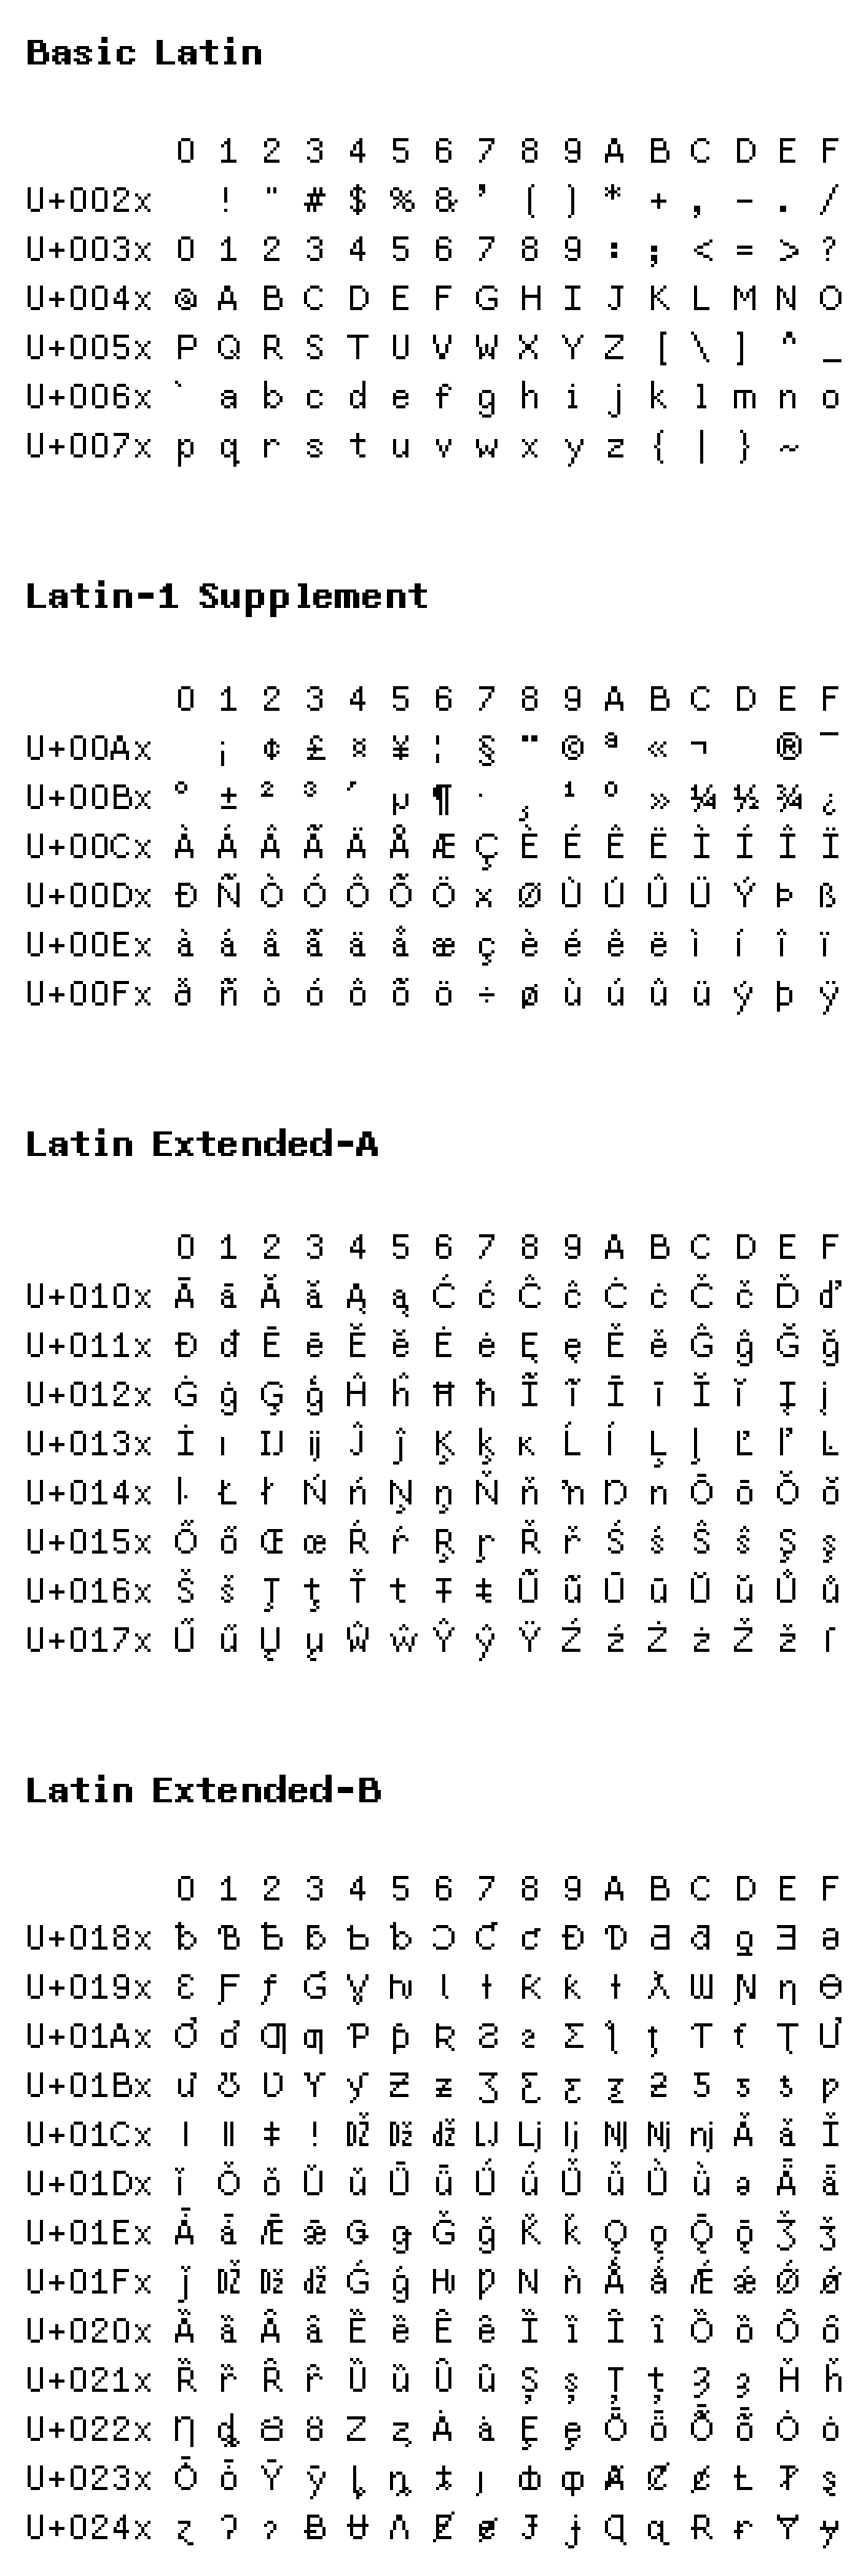 Basic Latin
0 1 2 3 4 5 6 7 8 9 A B C D E F
U+002x ! " # $ % & ' ( ) * + , - . /
U+003x 0 1 2 3 4 5 6 7 8 9 : ; < = > ?
U+004x @ A B C D E F G H I J K L M N O
U+005x P Q R S T U V W X Y Z [ \ ] ^ _
U+006x ` a b c d e f g h i j k l m n o
U+007x p q r s t u v w x y z { | } ~
Latin-1 Supplement
0 1 2 3 4 5 6 7 8 9 A B C D E F
U+00Ax ¡ ¢ £ ¤ ¥ ¦ § ¨ © ª « ¬ ® ¯
U+00Bx ° ± ² ³ ´ µ ¶ · ¸ ¹ º » ¼ ½ ¾ ¿
U+00Cx À Á Â Ã Ä Å Æ Ç È É Ê Ë Ì Í Î Ï
U+00Dx Ð Ñ Ò Ó Ô Õ Ö × Ø Ù Ú Û Ü Ý Þ ß
U+00Ex à á â ã ä å æ ç è é ê ë ì í î ï
U+00Fx ð ñ ò ó ô õ ö ÷ ø ù ú û ü ý þ ÿ
Latin Extended-A
0 1 2 3 4 5 6 7 8 9 A B C D E F
U+010x Ā ā Ă ă Ą ą Ć ć Ĉ ĉ Ċ ċ Č č Ď ď
U+011x Đ đ Ē ē Ĕ ĕ Ė ė Ę ę Ě ě Ĝ ĝ Ğ ğ
U+012x Ġ ġ Ģ ģ Ĥ ĥ Ħ ħ Ĩ ĩ Ī ī Ĭ ĭ Į į
U+013x İ ı IJ ij Ĵ ĵ Ķ ķ ĸ Ĺ ĺ Ļ ļ Ľ ľ Ŀ
U+014x ŀ Ł ł Ń ń Ņ ņ Ň ň ŉ Ŋ ŋ Ō ō Ŏ ŏ
U+015x Ő ő Œ œ Ŕ ŕ Ŗ ŗ Ř ř Ś ś Ŝ ŝ Ş ş
U+016x Š š Ţ ţ Ť ť Ŧ ŧ Ũ ũ Ū ū Ŭ ŭ Ů ů
U+017x Ű ű Ų ų Ŵ ŵ Ŷ ŷ Ÿ Ź ź Ż ż Ž ž ſ
Latin Extended-B
0 1 2 3 4 5 6 7 8 9 A B C D E F
U+018x ƀ Ɓ Ƃ ƃ Ƅ ƅ Ɔ Ƈ ƈ Ɖ Ɗ Ƌ ƌ ƍ Ǝ Ə
U+019x Ɛ Ƒ ƒ Ɠ Ɣ ƕ Ɩ Ɨ Ƙ ƙ ƚ ƛ Ɯ Ɲ ƞ Ɵ
U+01Ax Ơ ơ Ƣ ƣ Ƥ ƥ Ʀ Ƨ ƨ Ʃ ƪ ƫ Ƭ ƭ Ʈ Ư
U+01Bx ư Ʊ Ʋ Ƴ ƴ Ƶ ƶ Ʒ Ƹ ƹ ƺ ƻ Ƽ ƽ ƾ ƿ
U+01Cx ǀ ǁ ǂ ǃ DŽ Dž dž LJ Lj lj NJ Nj nj Ǎ ǎ Ǐ
U+01Dx ǐ Ǒ ǒ Ǔ ǔ Ǖ ǖ Ǘ ǘ Ǚ ǚ Ǜ ǜ ǝ Ǟ ǟ
U+01Ex Ǡ ǡ Ǣ ǣ Ǥ ǥ Ǧ ǧ Ǩ ǩ Ǫ ǫ Ǭ ǭ Ǯ ǯ
U+01Fx ǰ DZ Dz dz Ǵ ǵ Ƕ Ƿ Ǹ ǹ Ǻ ǻ Ǽ ǽ Ǿ ǿ
U+020x Ȁ ȁ Ȃ ȃ Ȅ ȅ Ȇ ȇ Ȉ ȉ Ȋ ȋ Ȍ ȍ Ȏ ȏ
U+021x Ȑ ȑ Ȓ ȓ Ȕ ȕ Ȗ ȗ Ș ș Ț ț Ȝ ȝ Ȟ ȟ
U+022x Ƞ ȡ Ȣ ȣ Ȥ ȥ Ȧ ȧ Ȩ ȩ Ȫ ȫ Ȭ ȭ Ȯ ȯ
U+023x Ȱ ȱ Ȳ ȳ ȴ ȵ ȶ ȷ ȸ ȹ Ⱥ Ȼ ȼ Ƚ Ⱦ ȿ
U+024x ɀ Ɂ ɂ Ƀ Ʉ Ʌ Ɇ ɇ Ɉ ɉ Ɋ ɋ Ɍ ɍ Ɏ ɏ